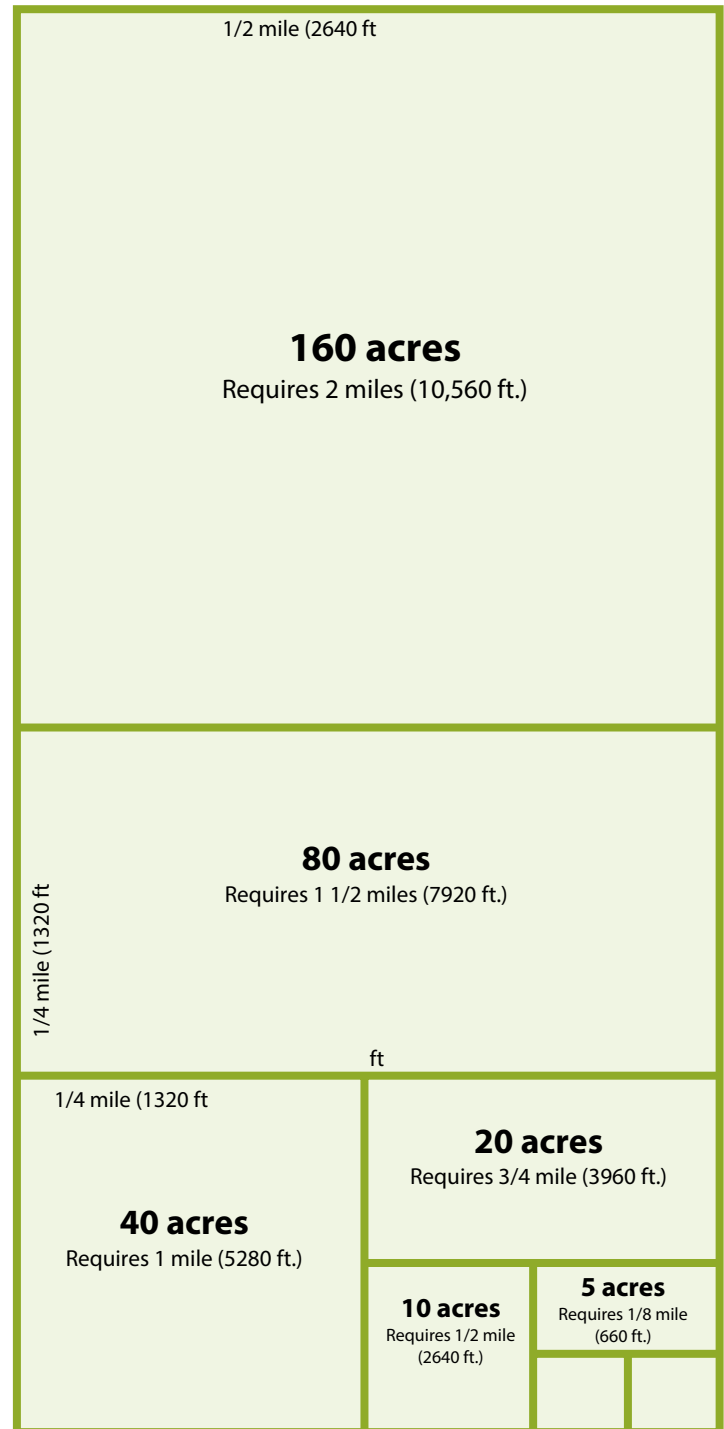 1/2 mile (2640 ft
160 acres
Requires 2 miles (10,560 ft.)
80 acres
Requires 1 1/2 miles (7920 ft.)
1/4 mile (1320 ft
ft
1/4 mile (1320 ft
40 acres
Requires 1 mile (5280 ft.)
20 acres
Requires 3/4 mile (3960 ft.)
10 acres
Requires 1/2 mile
(2640 ft.)
5 acres
Requires 1/8 mile
(660 ft.)